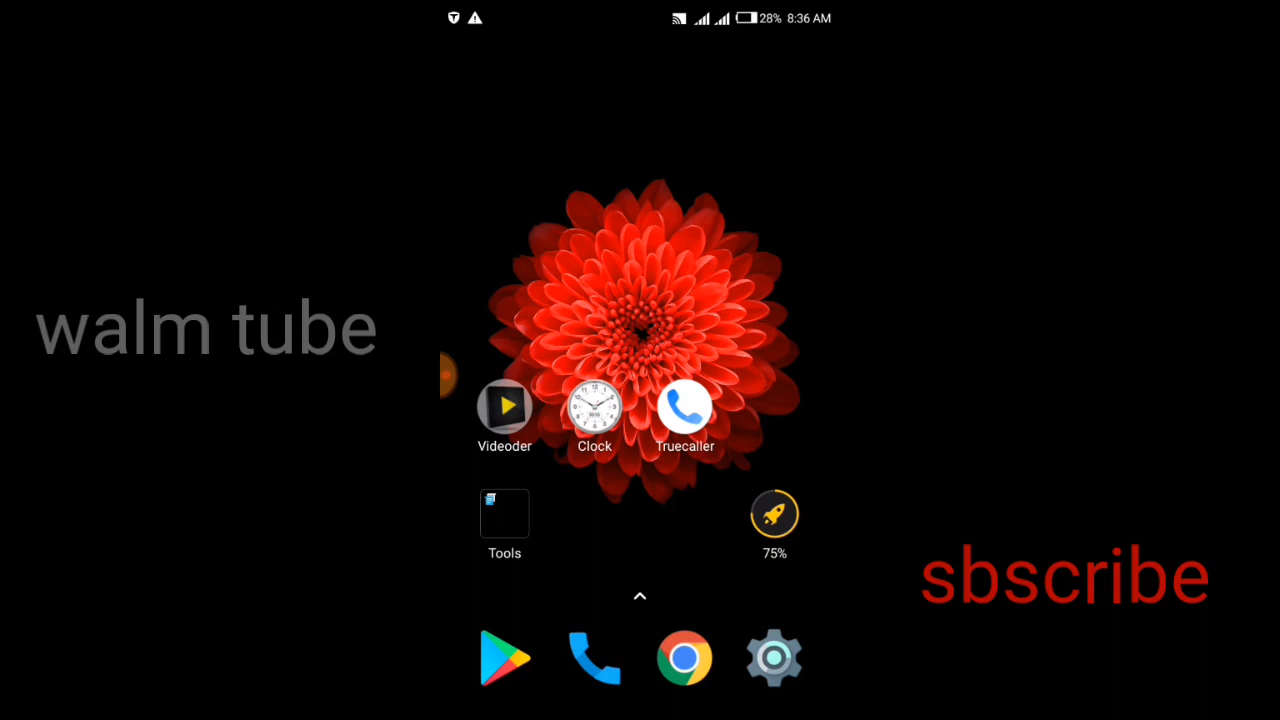 28% 8:36 AM
walm tube
Videoder Clock Truecaller
Tools 75%
sbscribe